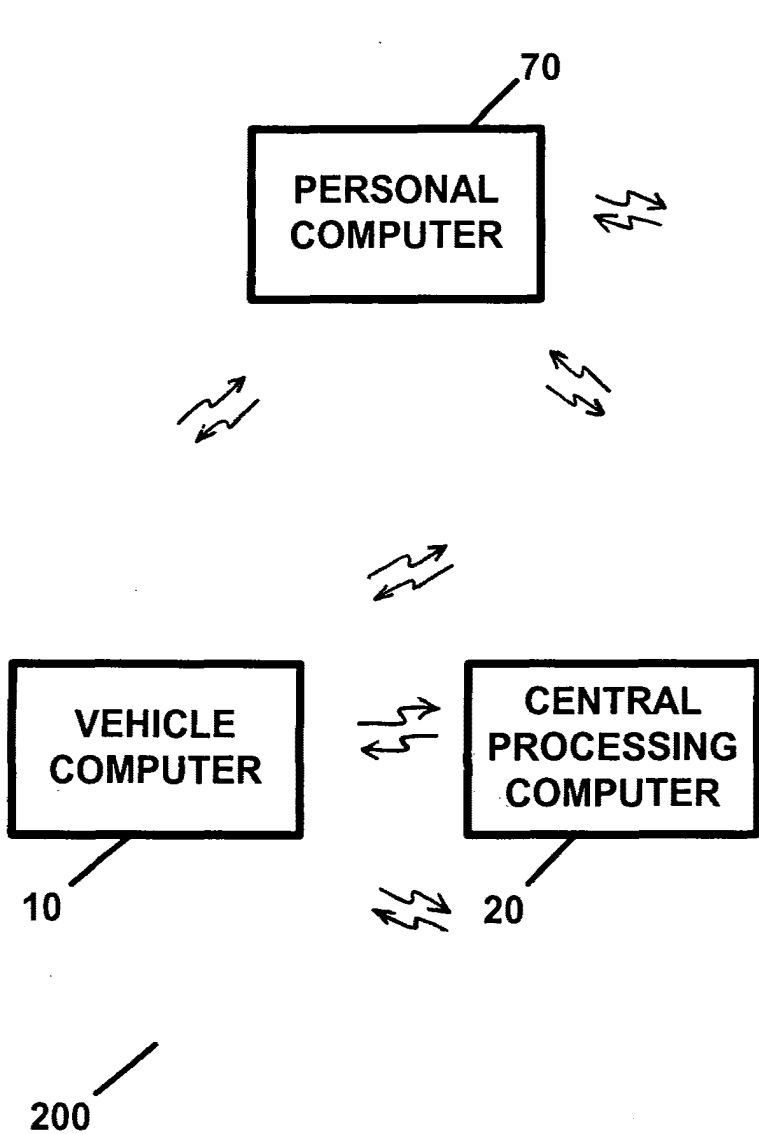 70
PERSONAL
COMPUTER
VEHICLE
COMPUTER
CENTRAL
PROCESSING
COMPUTER
10
20
200